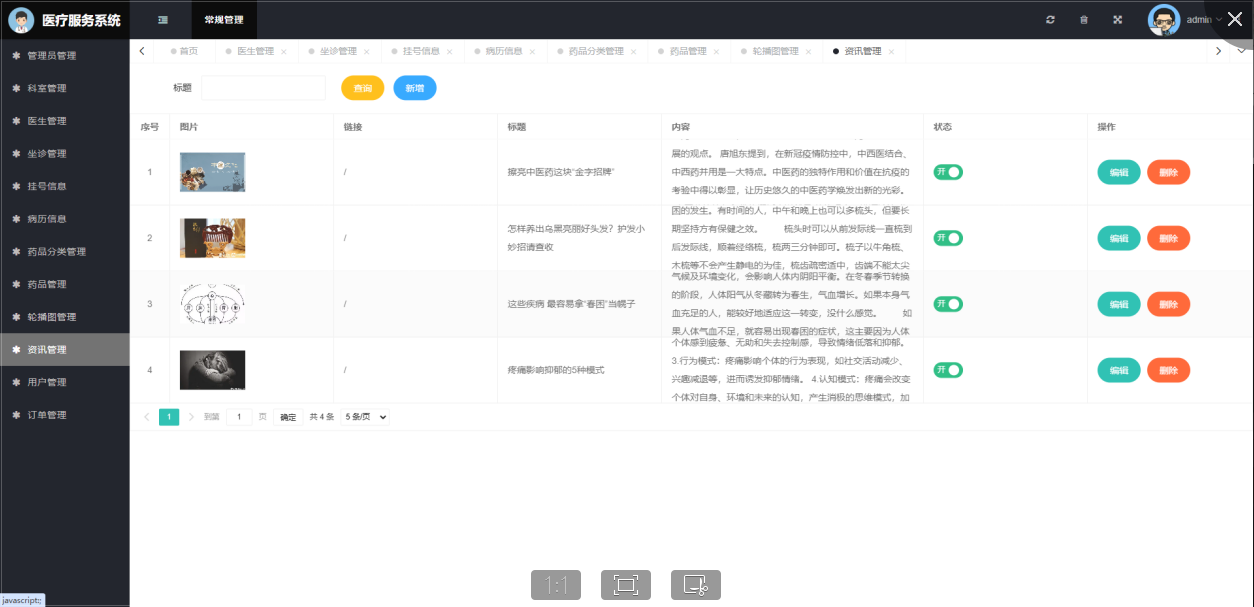 医疗服务系统
常规管理
admin
管理员管理
科室管理
医生管理
坐诊管理
挂号信息
病历信息
药品分类管理
药品管理
轮播图管理
资讯管理
用户管理
订单管理
首页 医生管理 坐诊管理 挂号信息 病历信息 药品分类管理 药品管理 轮播图管理 资讯管理
标题 查询 新增
序号 图片 链接 标题 内容 状态 操作
1 / 擦亮中医药这块“金字招牌”
展的观点。 唐旭东提到，在新冠疫情防控中，中西医结合、
中西药并用是一大特点。中医药的独特作用和价值在抗疫的
考验中得以彰显，让历史悠久的中医药学焕发出新的光彩。
开 编辑 删除
2 / 怎样养出乌黑亮丽好头发？护发小
妙招请查收
困的发生。有时间的人，中午和晚上也可以多梳头，但要长
期坚持方有保健之效。 梳头时可以从前发际线一直梳到
后发际线，顺着经络梳，梳两三分钟即可。梳子以牛角梳、
木梳等不会产生静电的为佳，梳齿疏密适中，齿端不能太尖
开 编辑 删除
3 / 这些疾病 最容易拿“春困”当幌子
气候及环境变化，会影响人体内阴阳平衡。在冬春季节转换
的阶段，人体阳气从冬藏转为春生，气血增长。如果本身气
血充足的人，能较好地适应这一转变，没什么感觉。 如
果人体气血不足，就容易出现春困的症状，这主要因为人体
开 编辑 删除
4 / 疼痛影响抑郁的5种模式
个体感到疲惫、无助和失去控制感，导致情绪低落和抑郁。
3.行为模式：疼痛影响个体的行为表现，如社交活动减少、
兴趣减退等，进而诱发抑郁情绪。 4.认知模式：疼痛会改变
个体对自身、环境和未来的认知，产生消极的思维模式，加
开 编辑 删除
1 到第 1 页 确定 共 4 条 5 条/页
1:1
javascript:;